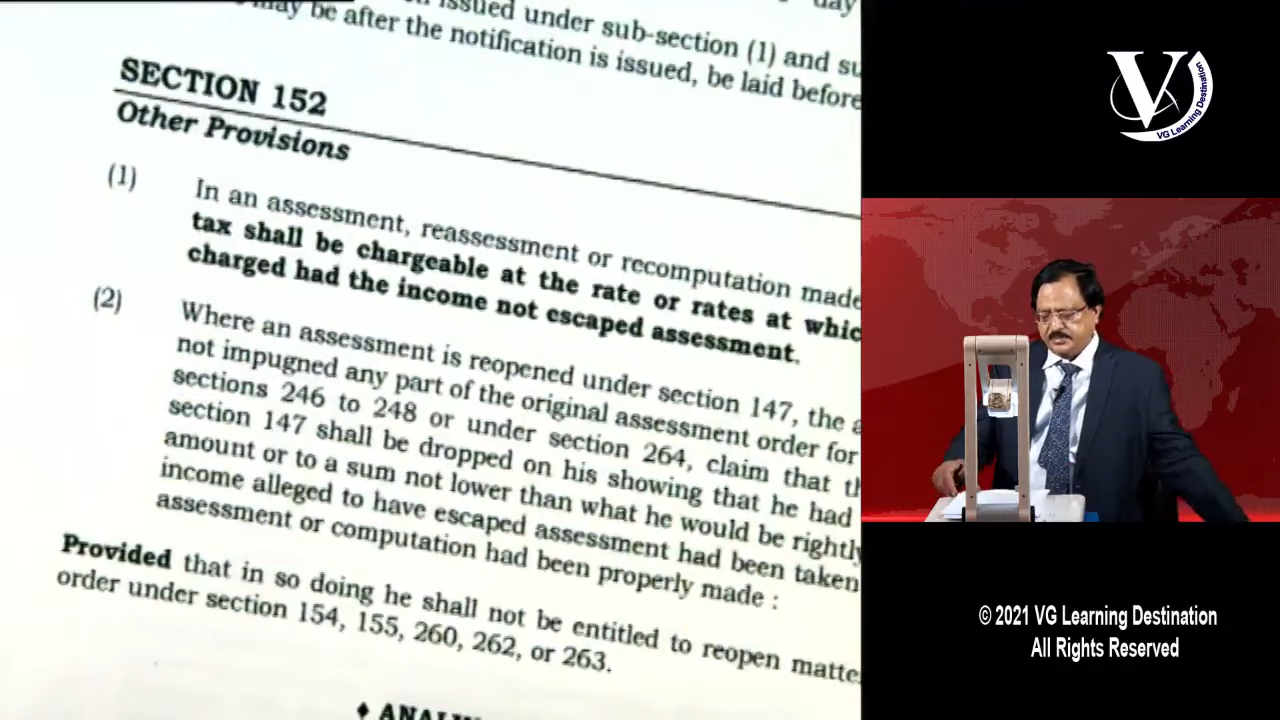 issued under sub-section (1) and
may be after the notification is issued, be laid before
SECTION 152
Other Provisions
(1) In an assessment, reassessment or recomputation made
tax shall be chargeable at the rate or rates at
charged had the income not escaped assessment.
(2) Where an assessment is reopened under section 147, the
not impugned any part of the original assessment order for
sections 246 to 248 or under section 264, claim that
section 147 shall be dropped on his showing that he had
amount or to a sum not lower than what he would be rightly
income alleged to have escaped assessment had been taken
assessment or computation had been properly made :
Provided that in so doing he shall not be entitled to reopen
order under section 154, 155, 260, 262, or 263.
V
VG Learning Destination
© 2021 VG Learning Destination
All Rights Reserved